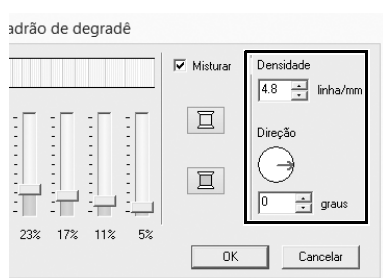 adrão de degradê
Misturar
Densidade
4.8 linha/mm
Direção
0 graus
23% 17% 11% 5%
OK Cancelar